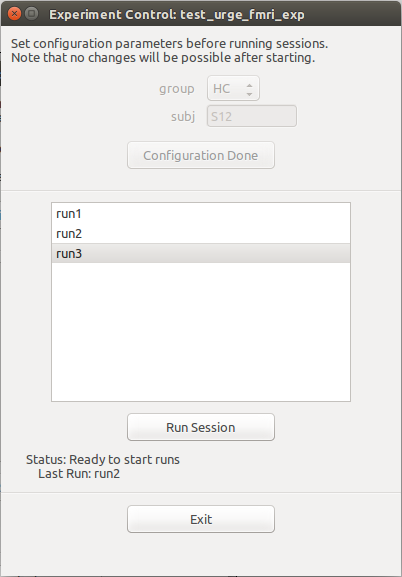 Experiment Control: test_urge_fmri_exp
Set configuration parameters before running sessions.
Note that no changes will be possible after starting.
group HC
subj S12
Configuration Done
run1
run2
run3
Run Session
Status: Ready to start runs
Last Run: run2
Exit